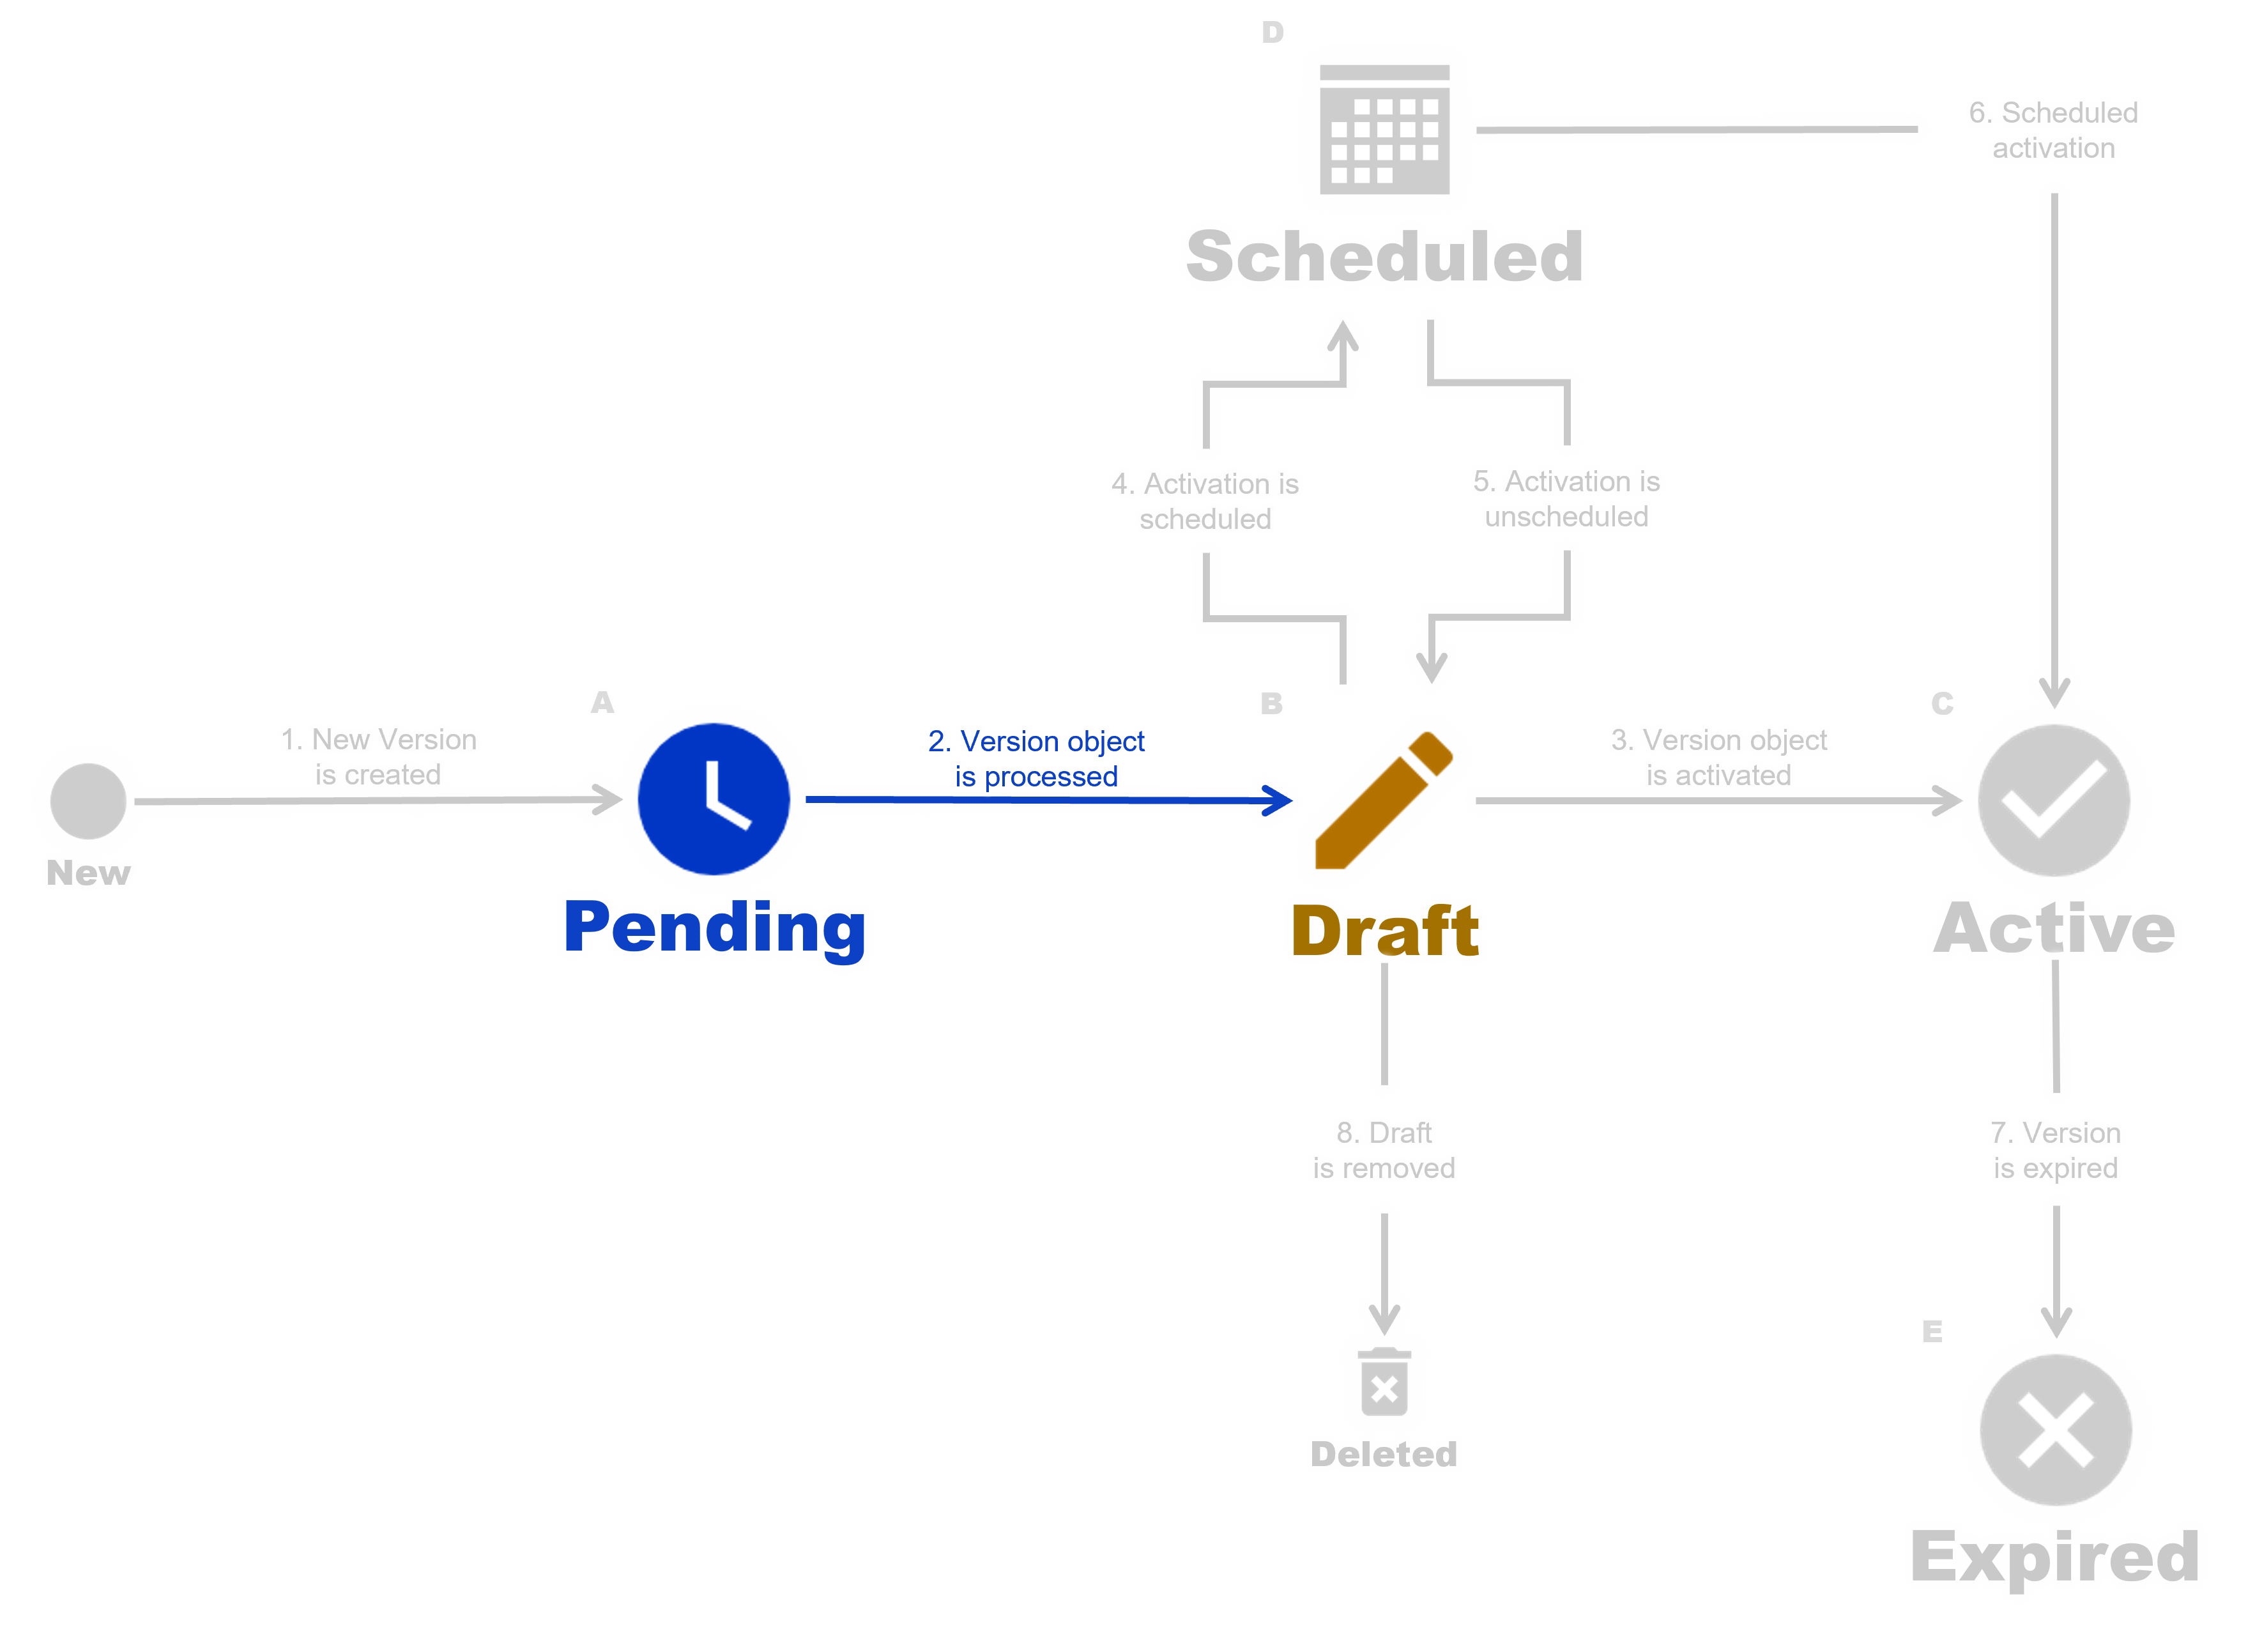 D
6. Scheduled
activation
Scheduled
4. Activation is
scheduled
5. Activation is
unscheduled
A
B
C
1. New Version
is created
2. Version object
is processed
3. Version object
is activated
New
Pending
Draft
Active
8. Draft
is removed
7. Version
is expired
E
Deleted
Expired